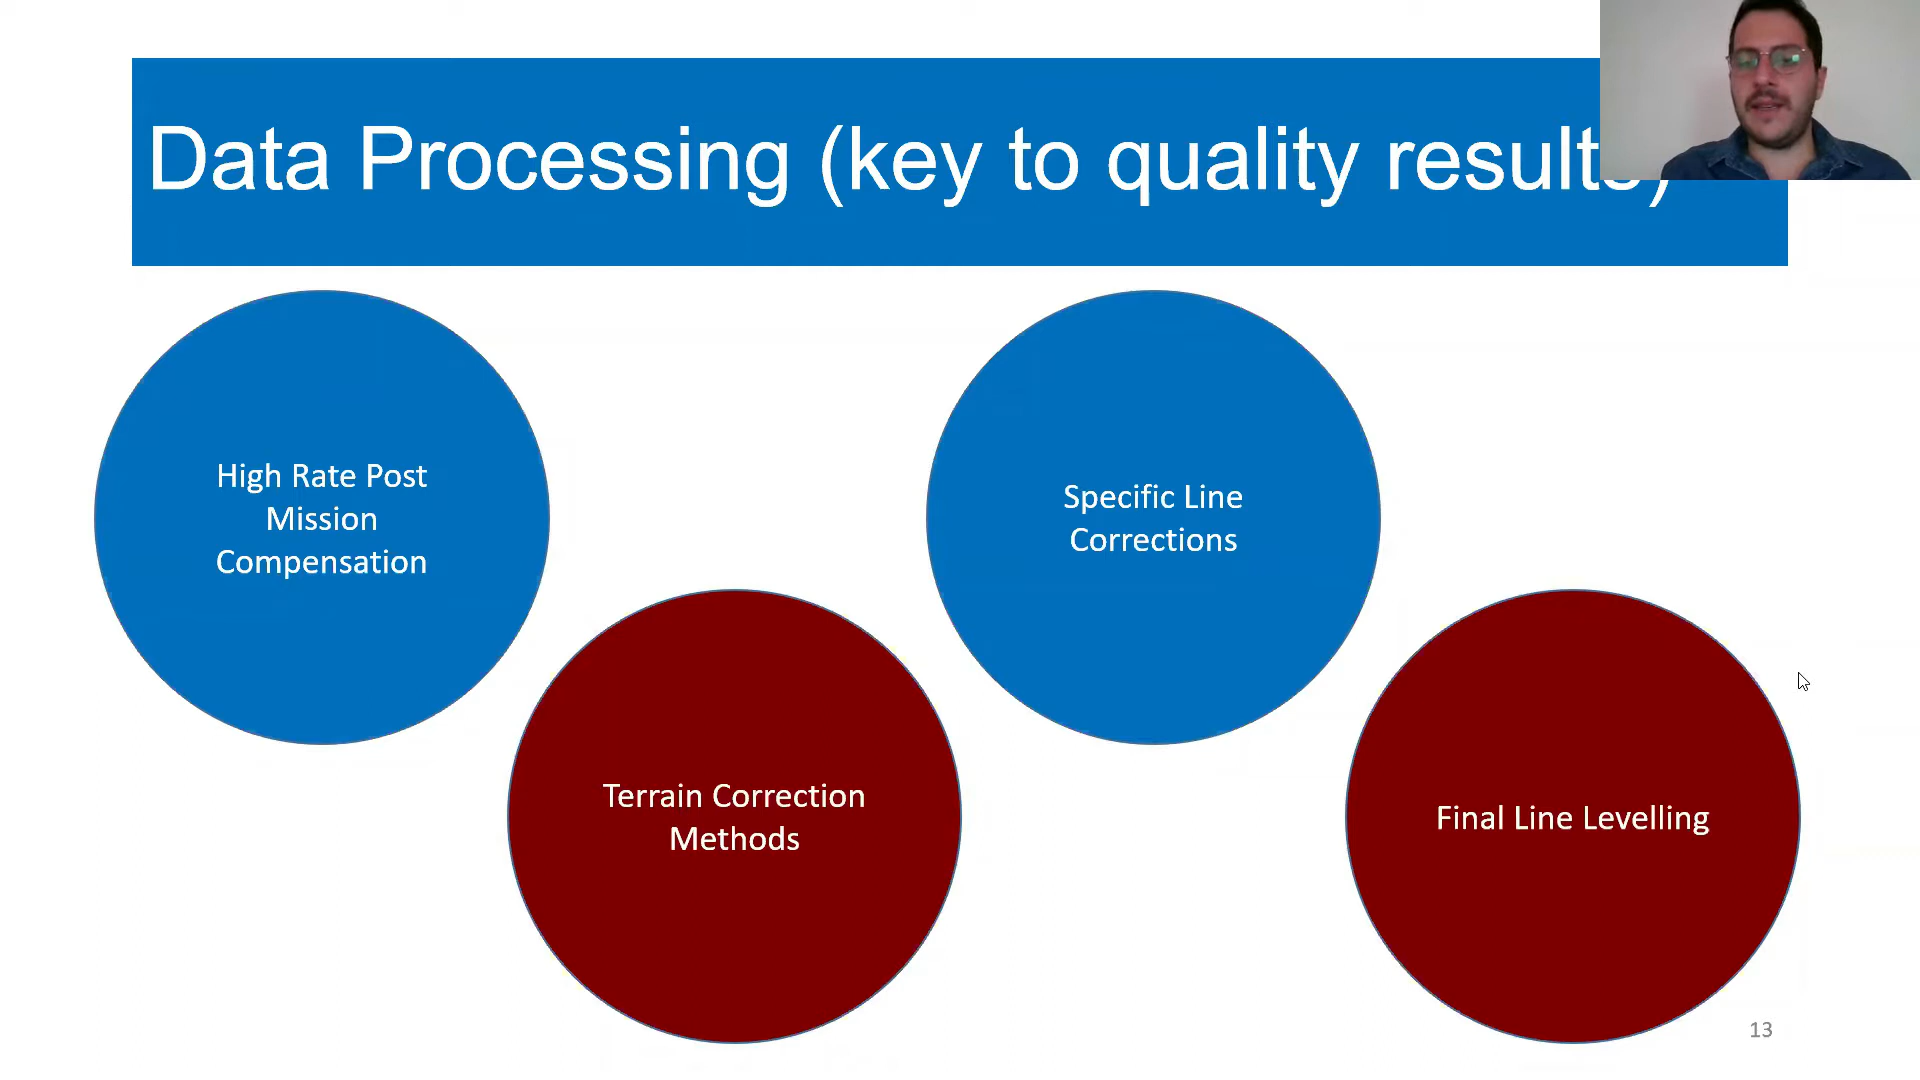 Data Processing (key to quality results)
High Rate Post
Mission
Compensation
Terrain Correction
Methods
Specific Line
Corrections
Final Line Levelling
13